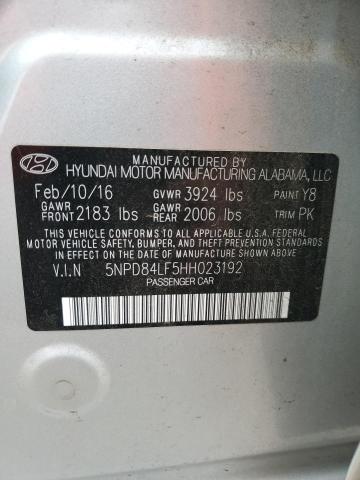 MANUFACTURED BY
HYUNDAI MOTOR MANUFACTURING ALABAMA, LLC
Feb/10/16 GVWR 3924 lbs PAINT Y8
GAWR FRONT 2183 lbs GAWR REAR 2006 lbs TRIM PK
THIS VEHICLE CONFORMS TO ALL APPLICABLE U.S.A. FEDERAL
MOTOR VEHICLE SAFETY, BUMPER, AND THEFT PREVENTION STANDARDS
IN EFFECT ON THE DATE OF MANUFACTURE SHOWN ABOVE.
V.I.N 5NPD84LF5HH023192
PASSENGER CAR